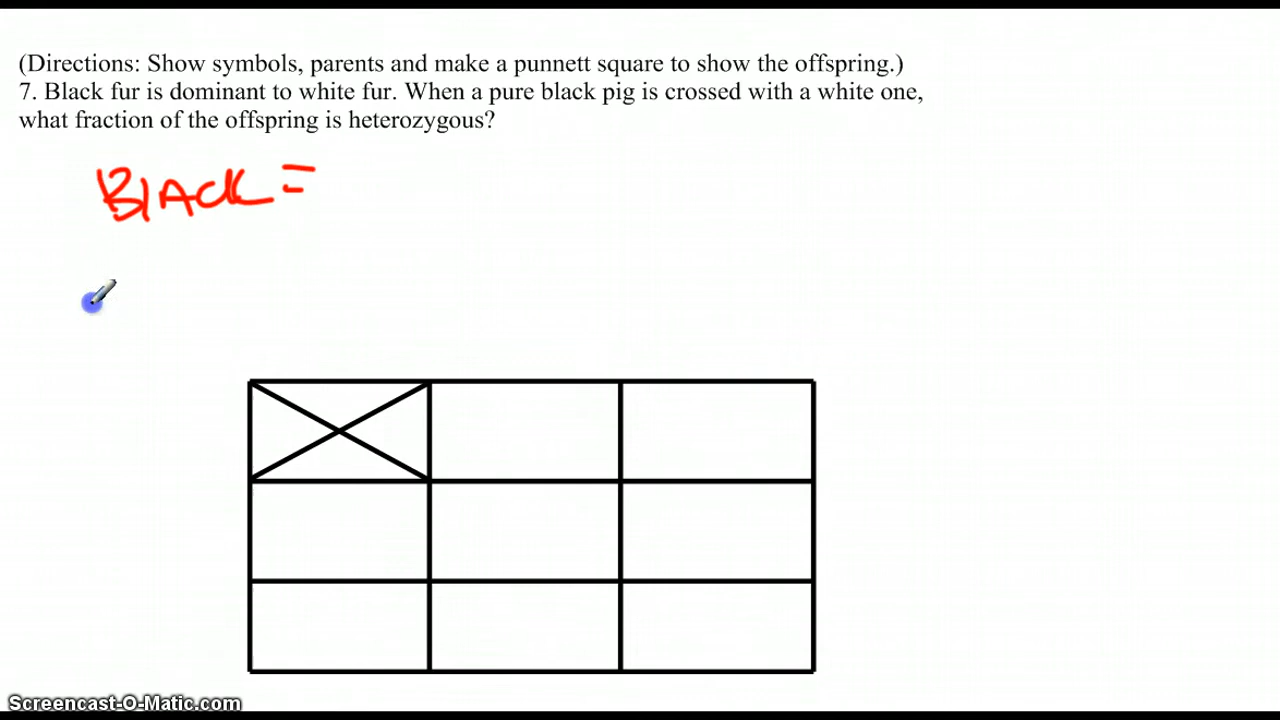 (Directions: Show symbols, parents and make a punnett square to show the offspring.)
7. Black fur is dominant to white fur. When a pure black pig is crossed with a white one,
what fraction of the offspring is heterozygous?
BlAck =
Screencast-O-Matic.com